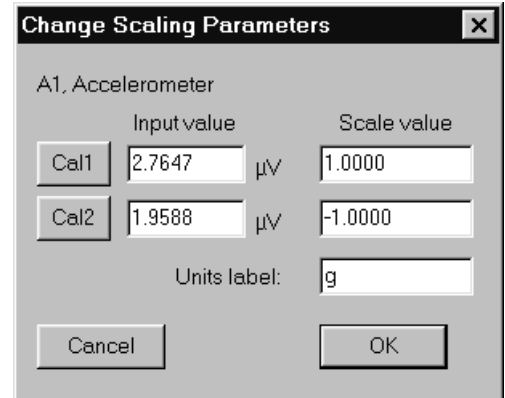 Change Scaling Parameters
A1, Accelerometer
Input value Scale value
Cal1 2.7647 µV 1.0000
Cal2 1.9588 µV -1.0000
Units label: g
Cancel OK